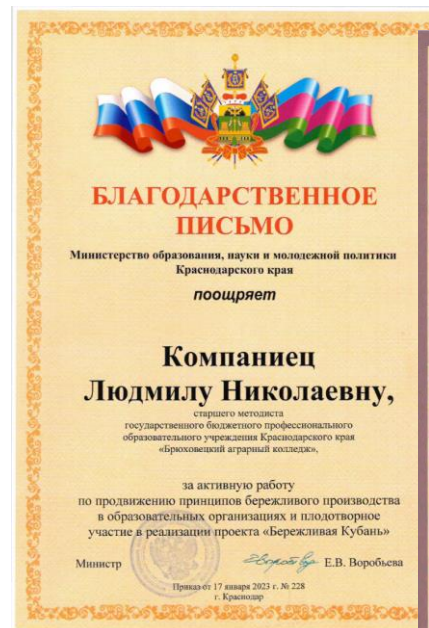 БЛАГОДАРСТВЕННОЕ
ПИСЬМО
Министерство образования, науки и молодежной политики
Краснодарского края
поощряет
Компаниец
Людмилу Николаевну,
старшего методиста
государственного бюджетного профессионального
образовательного учреждения Краснодарского края
«Брюховецкий аграрный колледж»,
за активную работу
по продвижению принципов бережливого производства
в образовательных организациях и плодотворное
участие в реализации проекта «Бережливая Кубань»
Министр Е.В. Воробьева
Приказ от 17 января 2023 г. № 228
г. Краснодар